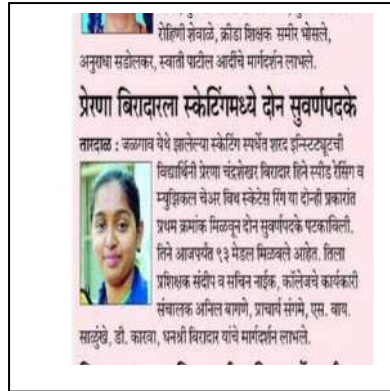 रोहिणी शेवाळे, क्रीडा शिक्षक समीर भोसले,
अनुराधा सडोलकर, स्वाती पाटील आदींचे मार्गदर्शन लाभले.
प्रेरणा बिरादारला स्केटिंगमध्ये दोन सुवर्णपदके
तारदाळ : जळगाव येथे झालेल्या स्केटिंग स्पर्धेत शरद इन्स्टिट्यूटची
विद्यार्थिनी प्रेरणा चंद्रशेखर बिरादार हिने स्पीड रेसिंग व
म्युझिकल चेअर विथ स्केटेस रिंग या दोन्ही प्रकारांत
प्रथम क्रमांक मिळवून दोन सुवर्णपदके पटकाविली.
तिने आजपर्यंत ९३ मेडल मिळवले आहेत. तिला
प्रशिक्षक संदीप व सचिन नाईक, कॉलेजचे कार्यकारी
संचालक अनिल बागणे, प्राचार्य संगमे, एस. वाय.
साळुंखे, डी. कारवा, धनश्री बिरादार यांचे मार्गदर्शन लाभले.